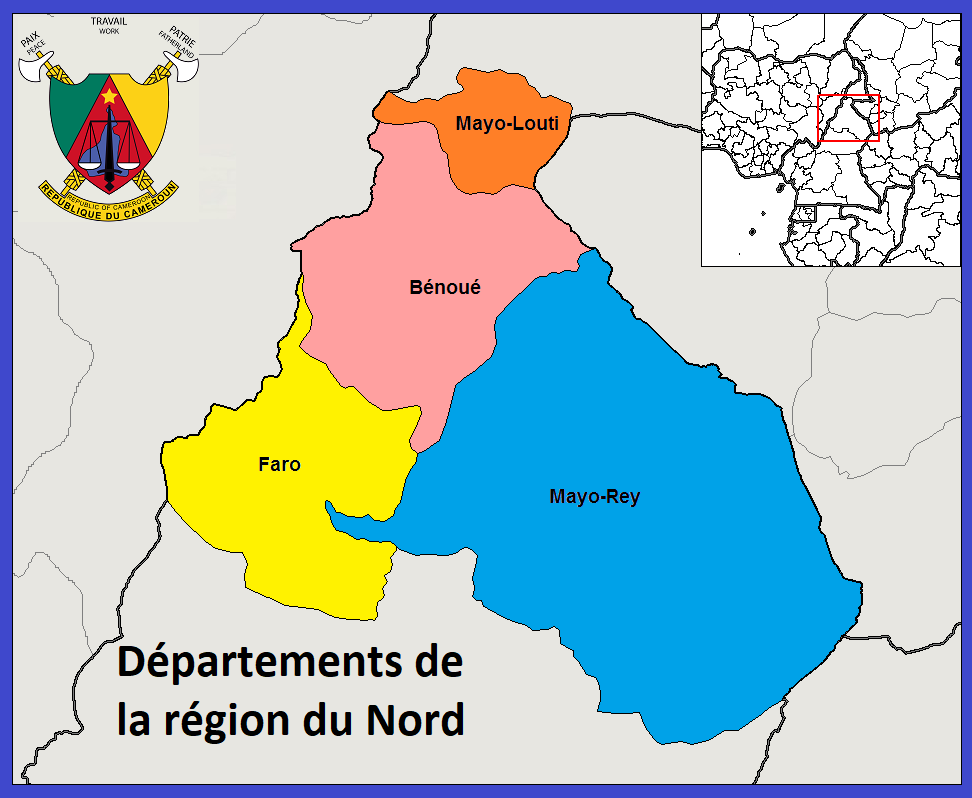 TRAVAIL
WORK
PAIX
PEACE
PATRIE
FATHERLAND
REPUBLIC OF CAMEROON
REPUBLIQUE DU CAMEROUN
Mayo-Louti
Bénoué
Faro
Mayo-Rey
Départements de
la région du Nord